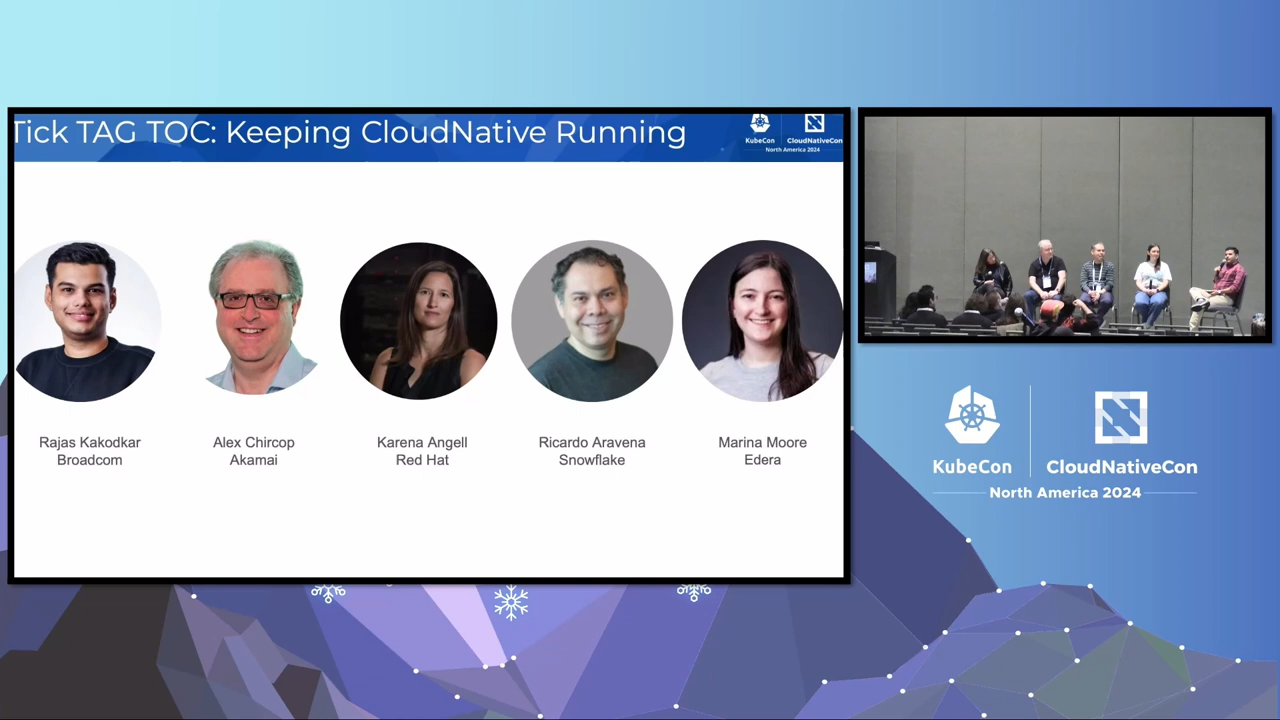 Tick TAG TOC: Keeping CloudNative Running
KubeCon
CloudNativeCon
North America 2024
Rajas Kakodkar
Broadcom
Alex Chircop
Akamai
Karena Angell
Red Hat
Ricardo Aravena
Snowflake
Marina Moore
Edera
KubeCon
CloudNativeCon
North America 2024